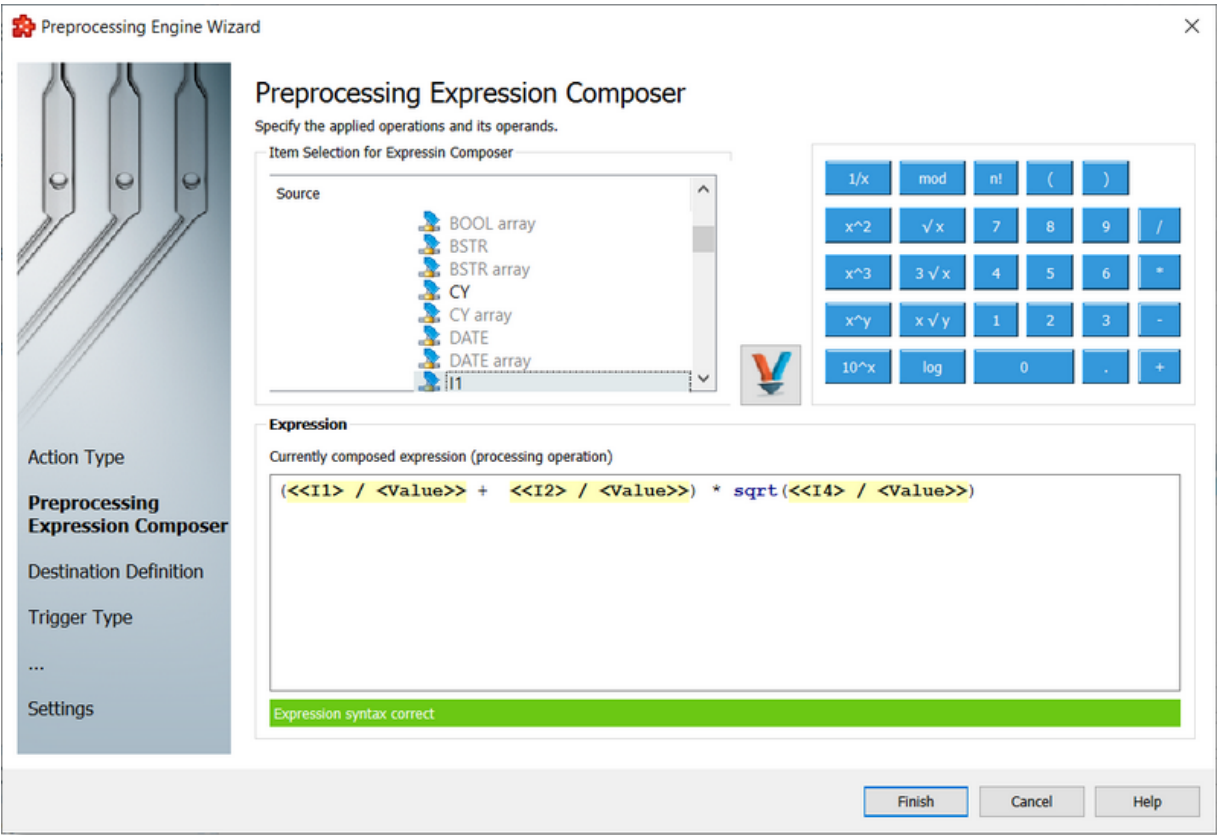 Preprocessing Engine Wizard
Preprocessing Expression Composer
Specify the applied operations and its operands.
Item Selection for Expressin Composer
Source
BOOL array
BSTR
BSTR array
CY
CY array
DATE
DATE array
I1
1/x mod n! ( )
x^2 √x 7 8 9 /
x^3 3√x 4 5 6 *
x^y x√y 1 2 3 -
10^x log 0 . +
Action Type
Preprocessing
Expression Composer
Destination Definition
Trigger Type
...
Settings
Expression
Currently composed expression (processing operation)
(<<I1> / <Value>> + <<I2> / <Value>>) * sqrt(<<I4> / <Value>>)
Expression syntax correct
Finish Cancel Help